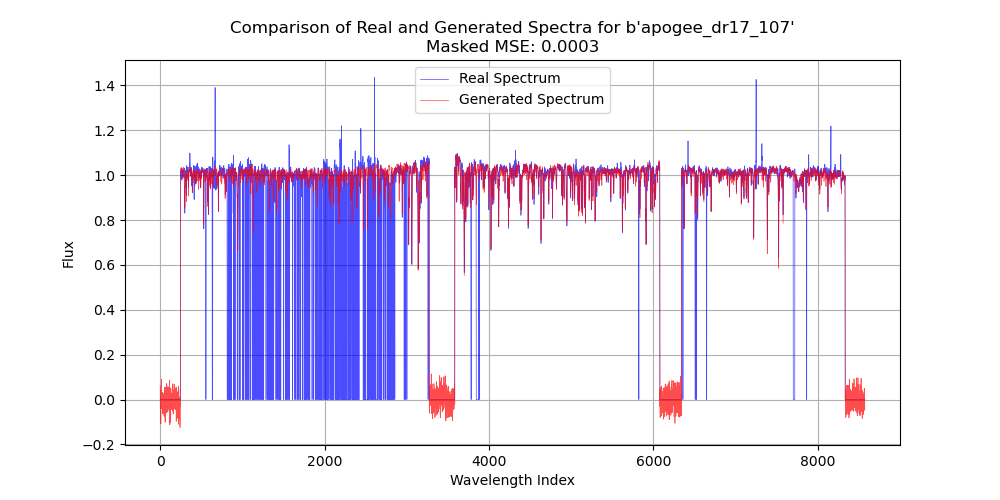 Comparison of Real and Generated Spectra for b'apogee_dr17_107'
Masked MSE: 0.0003
Real Spectrum
Generated Spectrum
1.4
1.2
1.0
0.8
0.6
0.4
0.2
0.0
−0.2
Flux
0 2000 4000 6000 8000
Wavelength Index